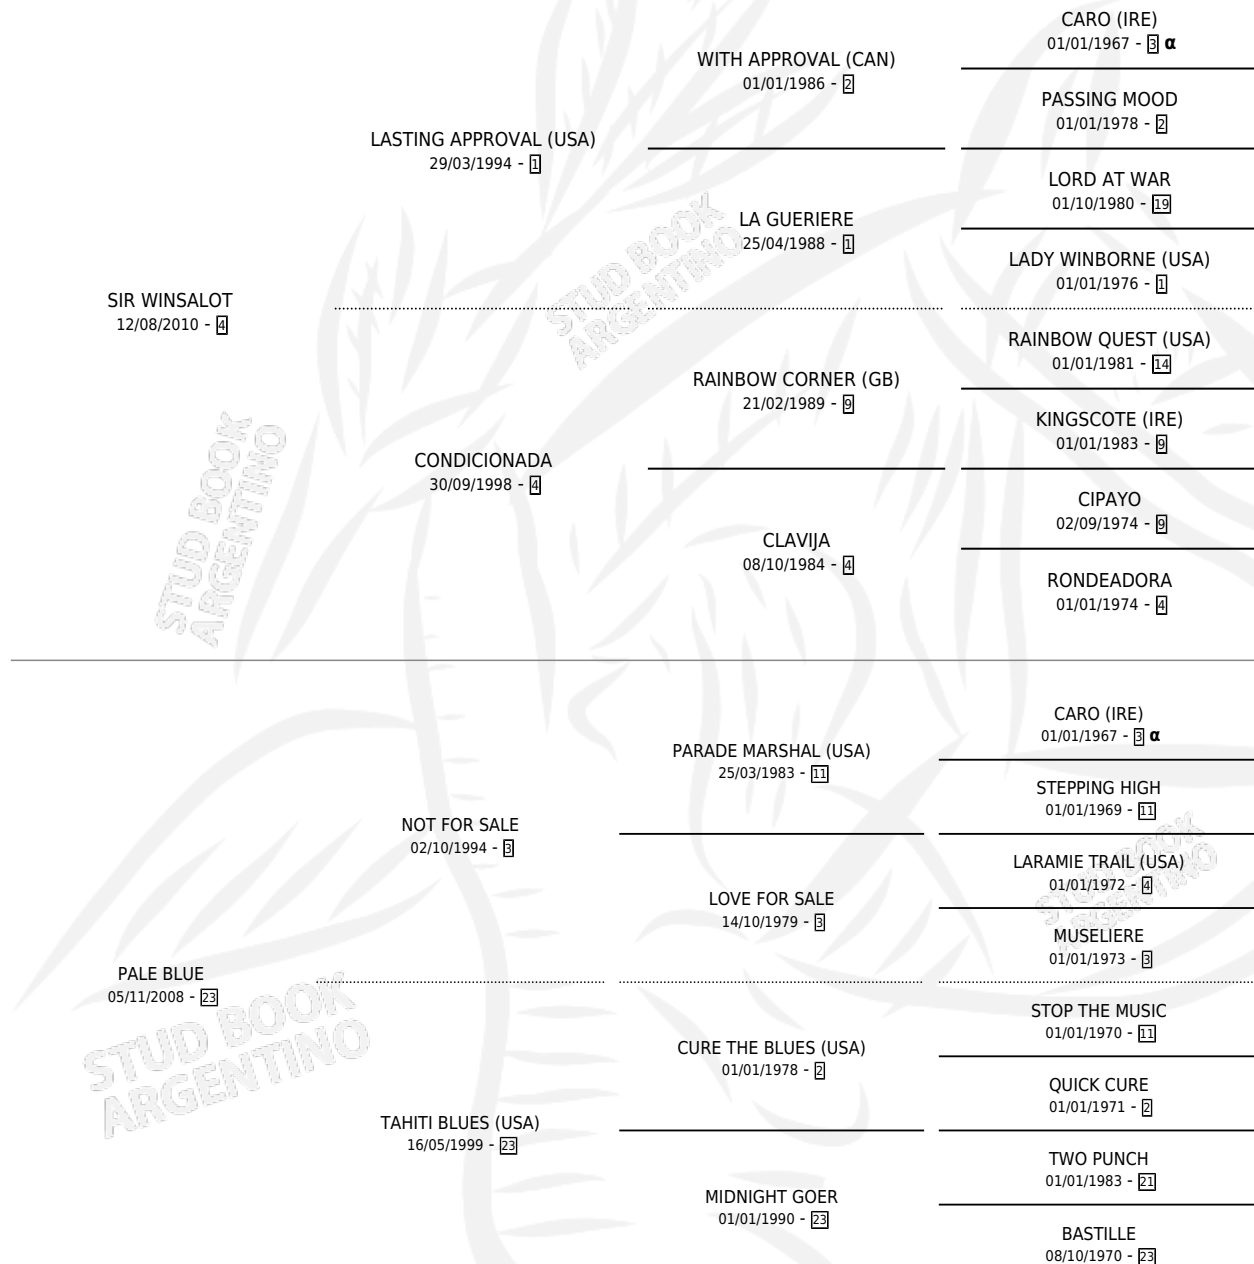 CARO (IRE)
01/01/1967 - 3 α
WITH APPROVAL (CAN)
01/01/1986 - 2
PASSING MOOD
01/01/1978 - 2
LASTING APPROVAL (USA)
29/03/1994 - 1
LORD AT WAR
01/10/1980 - 19
LA GUERIERE
25/04/1988 - 1
LADY WINBORNE (USA)
01/01/1976 - 1
SIR WINSALOT
12/08/2010 - 4
STUD BOOK
ARGENTINO
RAINBOW QUEST (USA)
01/01/1981 - 14
RAINBOW CORNER (GB)
21/02/1989 - 9
KINGSCOTE (IRE)
01/01/1983 - 9
CONDICIONADA
30/09/1998 - 4
CIPAYO
02/09/1974 - 9
CLAVIJA
08/10/1984 - 4
RONDEADORA
01/01/1974 - 4
STUD BOOK
ARGENTINO
CARO (IRE)
01/01/1967 - 3 α
PARADE MARSHAL (USA)
25/03/1983 - 11
STEPPING HIGH
01/01/1969 - 11
NOT FOR SALE
02/10/1994 - 3
LARAMIE TRAIL (USA)
01/01/1972 - 4
LOVE FOR SALE
14/10/1979 - 3
MUSELIERE
01/01/1973 - 3
STUD BOOK
ARGENTINO
PALE BLUE
05/11/2008 - 23
STOP THE MUSIC
01/01/1970 - 11
CURE THE BLUES (USA)
01/01/1978 - 2
QUICK CURE
01/01/1971 - 2
STUD BOOK
ARGENTINO
TAHITI BLUES (USA)
16/05/1999 - 23
TWO PUNCH
01/01/1983 - 21
MIDNIGHT GOER
01/01/1990 - 23
BASTILLE
08/10/1970 - 23